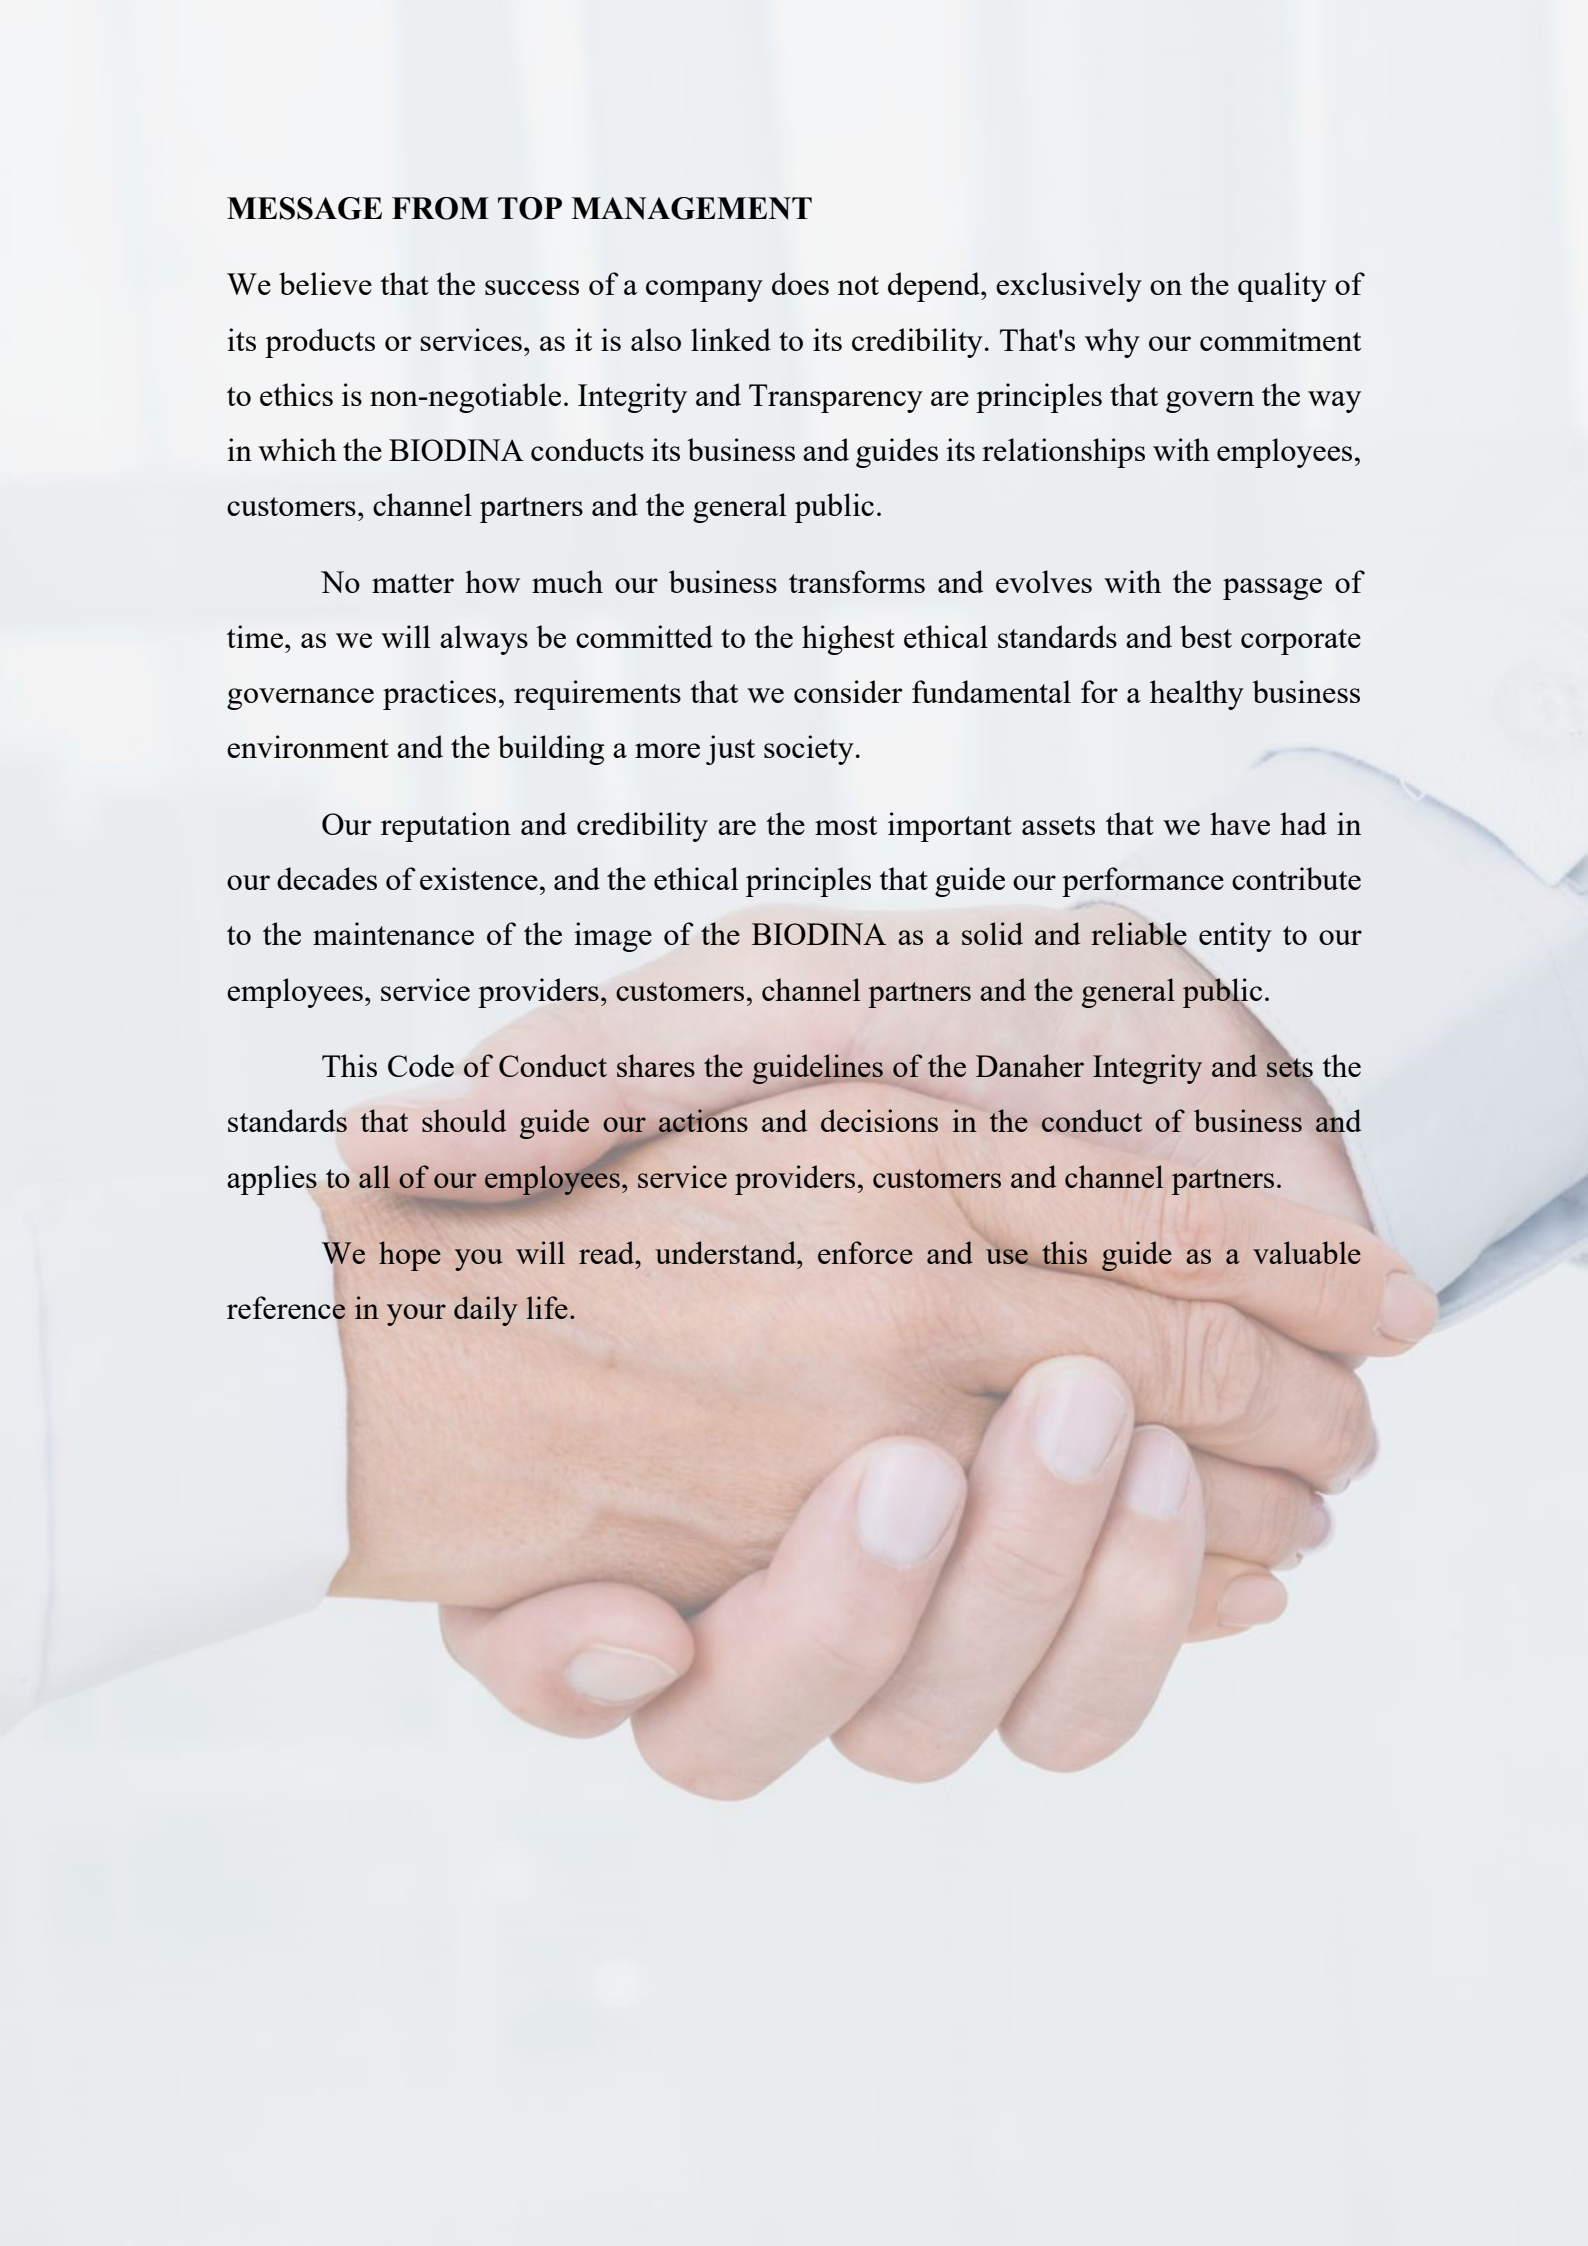 MESSAGE FROM TOP MANAGEMENT
We believe that the success of a company does not depend, exclusively on the quality of
its products or services, as it is also linked to its credibility. That's why our commitment
to ethics is non-negotiable. Integrity and Transparency are principles that govern the way
in which the BIODINA conducts its business and guides its relationships with employees,
customers, channel partners and the general public.
No matter how much our business transforms and evolves with the passage of
time, as we will always be committed to the highest ethical standards and best corporate
governance practices, requirements that we consider fundamental for a healthy business
environment and the building a more just society.
Our reputation and credibility are the most important assets that we have had in
our decades of existence, and the ethical principles that guide our performance contribute
to the maintenance of the image of the BIODINA as a solid and reliable entity to our
employees, service providers, customers, channel partners and the general public.
This Code of Conduct shares the guidelines of the Danaher Integrity and sets the
standards that should guide our actions and decisions in the conduct of business and
applies to all of our employees, service providers, customers and channel partners.
We hope you will read, understand, enforce and use this guide as a valuable
reference in your daily life.